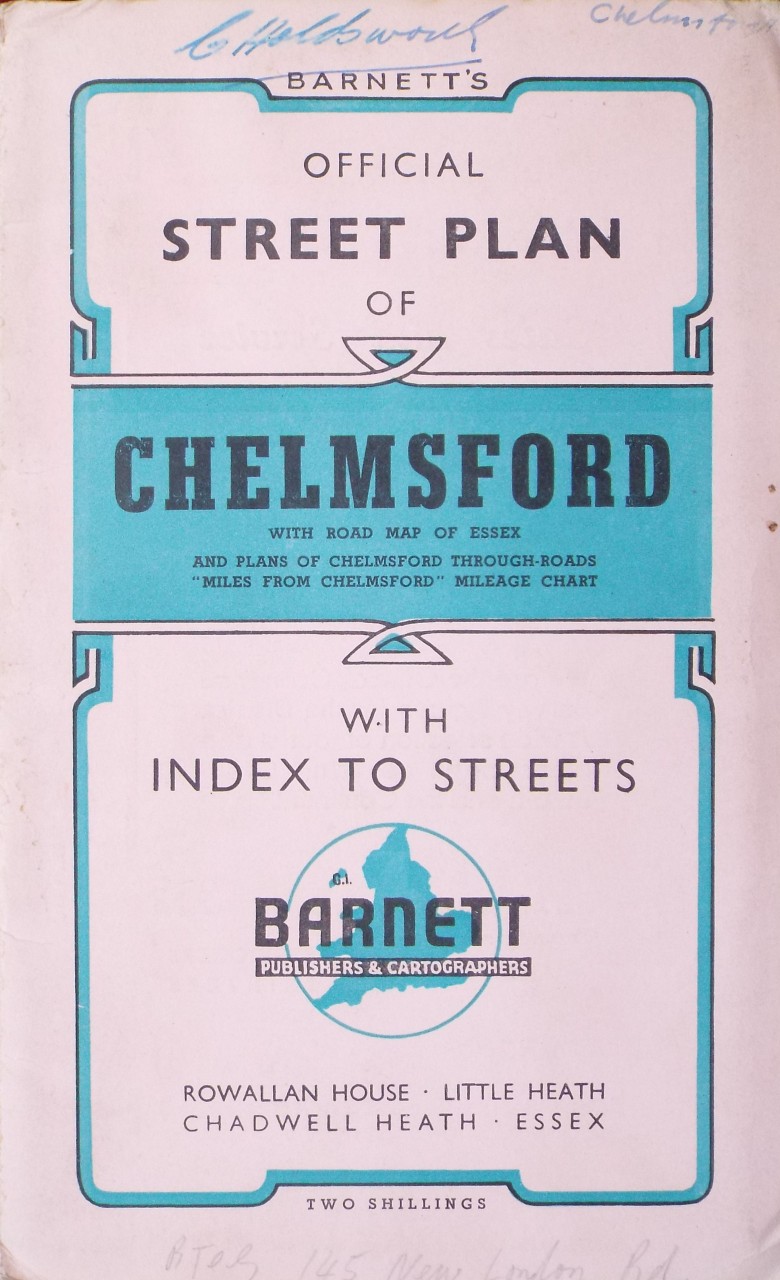 C Holdsworth
Chelmsford
BARNETT'S
OFFICIAL
STREET PLAN
OF
CHELMSFORD
WITH ROAD MAP OF ESSEX
AND PLANS OF CHELMSFORD THROUGH-ROADS
"MILES FROM CHELMSFORD" MILEAGE CHART
WITH
INDEX TO STREETS
G.I.
BARNETT
PUBLISHERS & CARTOGRAPHERS
ROWALLAN HOUSE · LITTLE HEATH
CHADWELL HEATH · ESSEX
TWO SHILLINGS
145 New London Rd